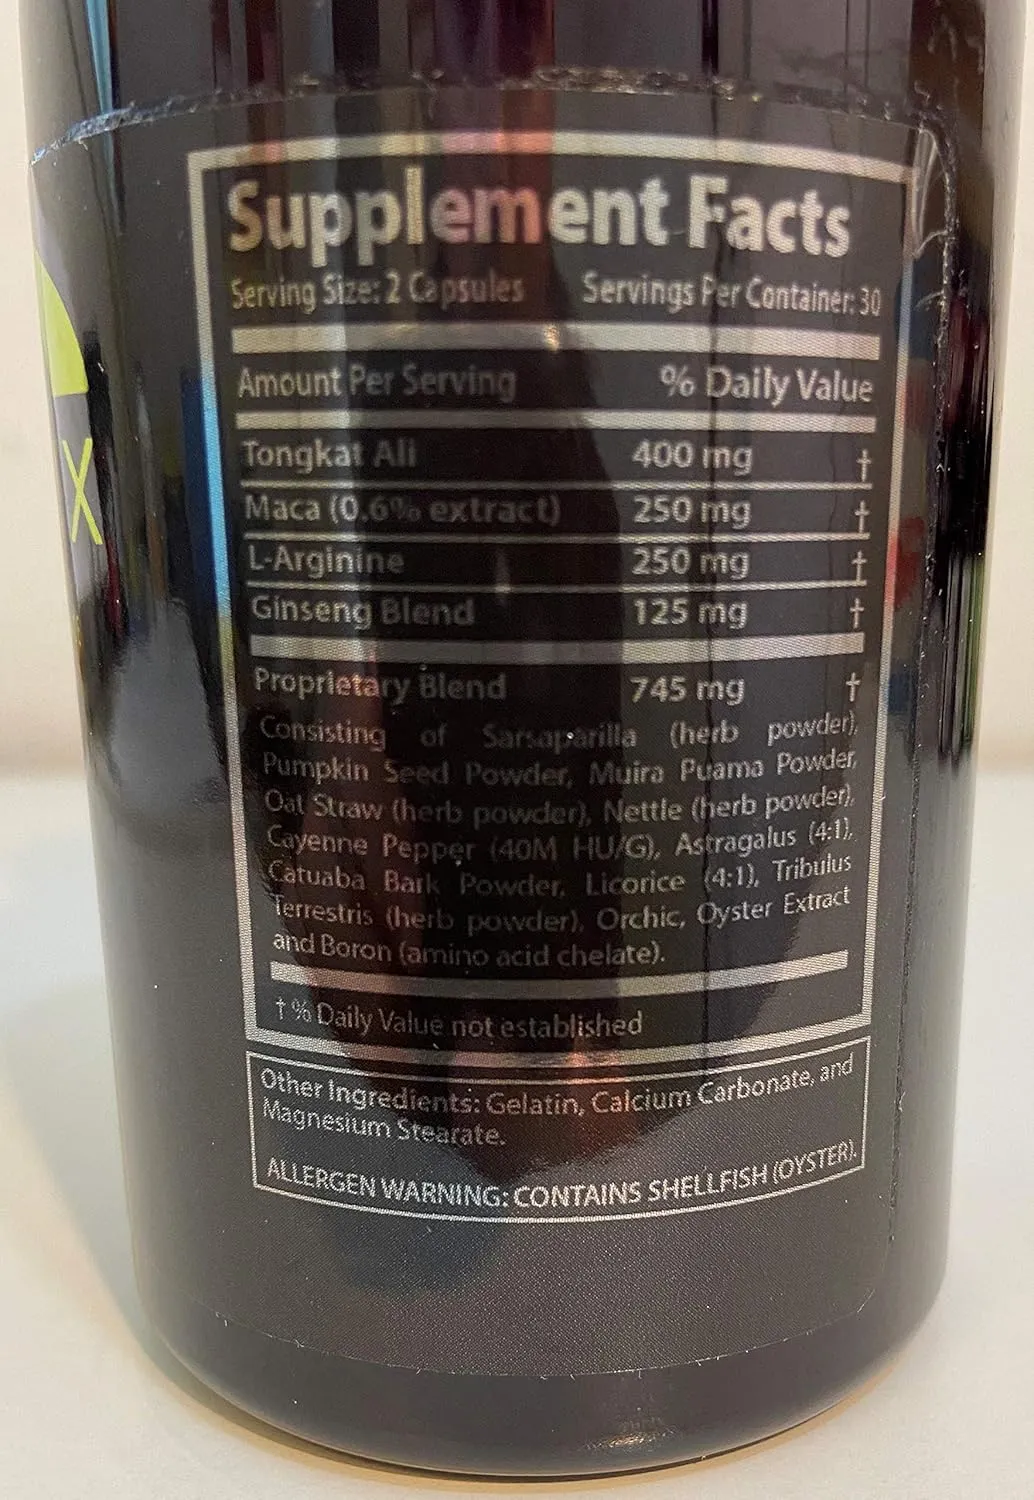 Supplement Facts
Serving Size: 2 Capsules Servings Per Container: 30
Amount Per Serving % Daily Value
Tongkat Ali 400 mg †
Maca (0.6% extract) 250 mg †
L-Arginine 250 mg †
Ginseng Blend 125 mg †
Proprietary Blend 745 mg †
Consisting of Sarsaparilla (herb powder),
Pumpkin Seed Powder, Muira Puama Powder,
Oat Straw (herb powder), Nettle (herb powder),
Cayenne Pepper (40M HU/G), Astragalus (4:1),
Catuaba Bark Powder, Licorice (4:1), Tribulus
Terrestris (herb powder), Orchic, Oyster Extract
and Boron (amino acid chelate).
† % Daily Value not established
Other Ingredients: Gelatin, Calcium Carbonate, and
Magnesium Stearate.
ALLERGEN WARNING: CONTAINS SHELLFISH (OYSTER).
X